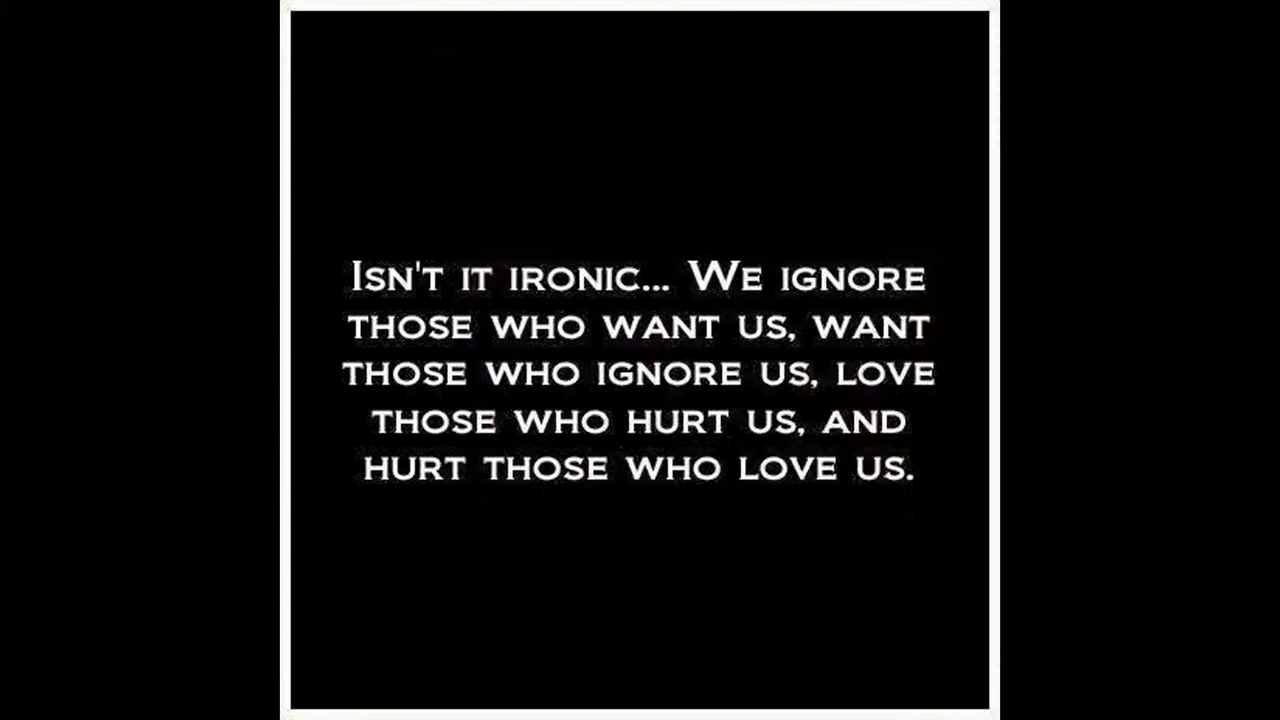 Isn't it ironic... We ignore
those who want us, want
those who ignore us, love
those who hurt us, and
hurt those who love us.